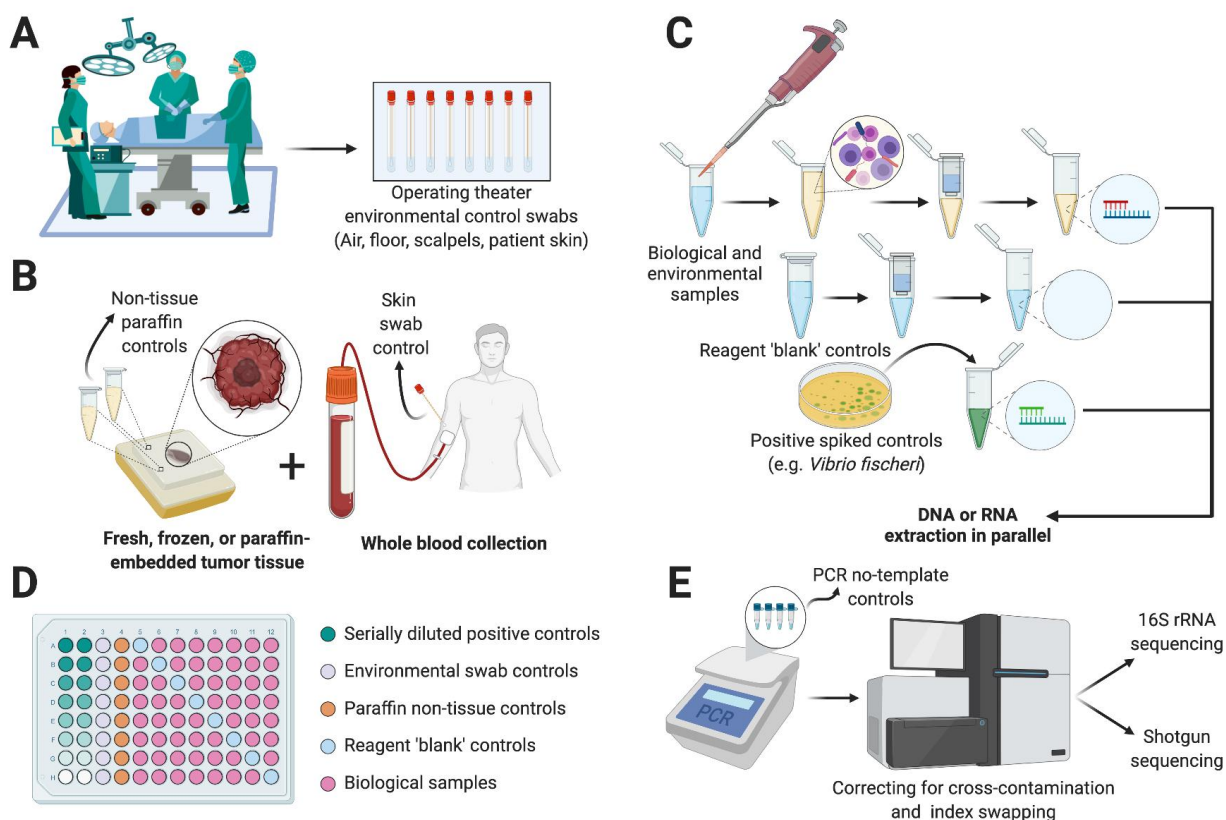 A
Operating theater
environmental control swabs
(Air, floor, scalpels, patient skin)
B
Non-tissue
paraffin
controls
Skin
swab
control
+
Fresh, frozen, or paraffin-
embedded tumor tissue
Whole blood collection
C
Biological and
environmental
samples
Reagent 'blank' controls
Positive spiked controls
(e.g. Vibrio fischeri)
DNA or RNA
extraction in parallel
D
1 2 3 4 5 6 7 8 9 10 11 12
A
B
C
D
E
F
G
H
Serially diluted positive controls
Environmental swab controls
Paraffin non-tissue controls
Reagent 'blank' controls
Biological samples
E
PCR no-template
controls
PCR
16S rRNA
sequencing
Shotgun
sequencing
Correcting for cross-contamination
and index swapping